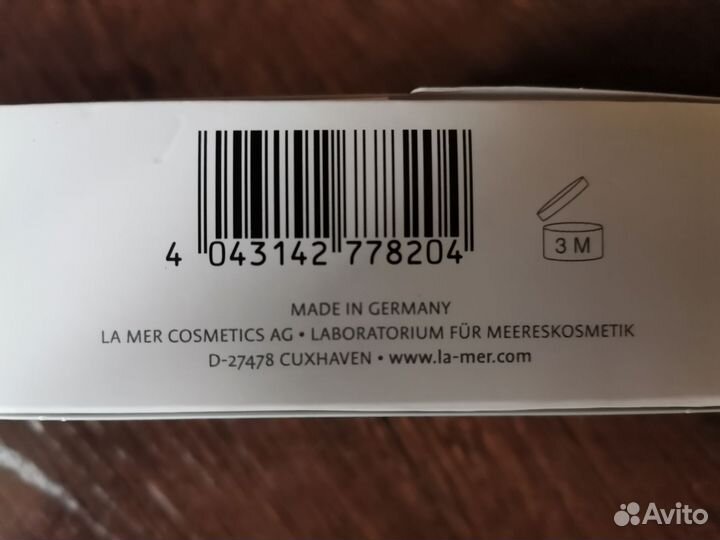 4 043142 778204
3 M
MADE IN GERMANY
LA MER COSMETICS AG • LABORATORIUM FÜR MEERESKOSMETIK
D-27478 CUXHAVEN • www.la-mer.com
Avito